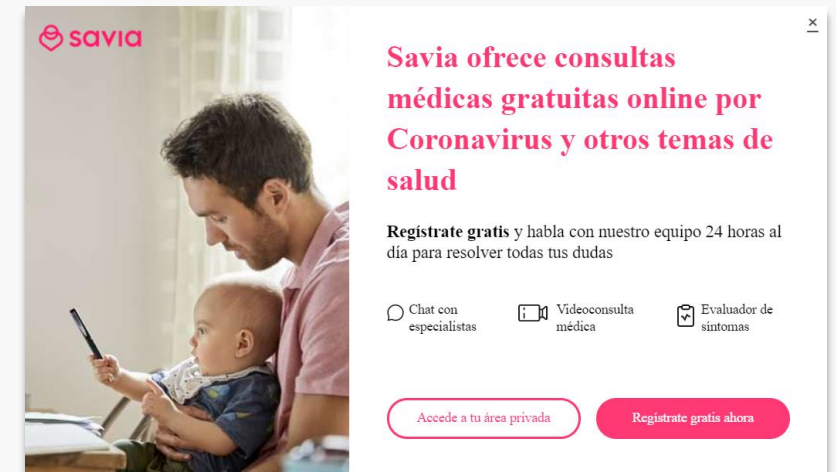 savia
×
Savia ofrece consultas
médicas gratuitas online por
Coronavirus y otros temas de
salud
Regístrate gratis y habla con nuestro equipo 24 horas al
día para resolver todas tus dudas
Chat con
especialistas
Videoconsulta
médica
Evaluador de
síntomas
Accede a tu área privada
Regístrate gratis ahora